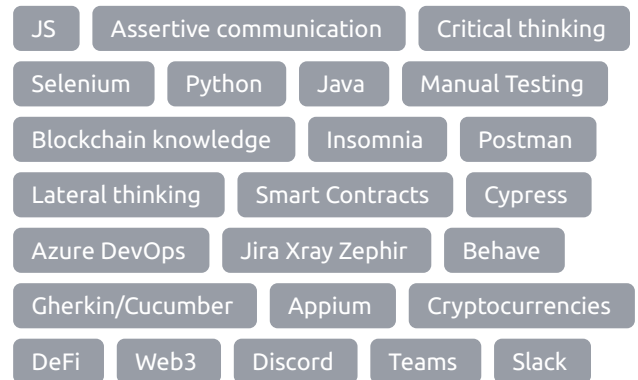 JS Assertive communication Critical thinking
Selenium Python Java Manual Testing
Blockchain knowledge Insomnia Postman
Lateral thinking Smart Contracts Cypress
Azure DevOps Jira Xray Zephir Behave
Gherkin/Cucumber Appium Cryptocurrencies
DeFi Web3 Discord Teams Slack